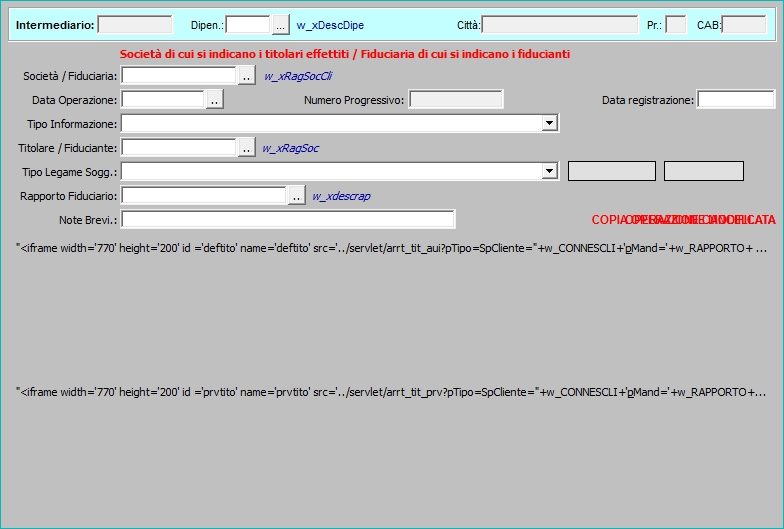 Intermediario: Dipen.: ... w_xDescDipe Città: Pr.: CAB:
Società di cui si indicano i titolari effettiti / Fiduciaria di cui si indicano i fiducianti
Società / Fiduciaria: .. w_xRagSocCli
Data Operazione: .. Numero Progressivo: Data registrazione:
Tipo Informazione:
Titolare / Fiduciante: .. w_xRagSoc
Tipo Legame Sogg.:
Rapporto Fiduciario: .. w_xdescrap
Note Brevi.: COPIA OPERAZIONE
"<iframe width='770' height='200' id ='deftito' name='deftito' src='../servlet/arrt_tit_aui?pTipo=SpCliente="+w_CONNESCLI+'pMand='+w_RAPPORTO+ ...
"<iframe width='770' height='200' id ='prvtito' name='prvtito' src='../servlet/arrt_tit_prv?pTipo=SpCliente="+w_CONNESCLI+'pMand='+w_RAPPORTO+...